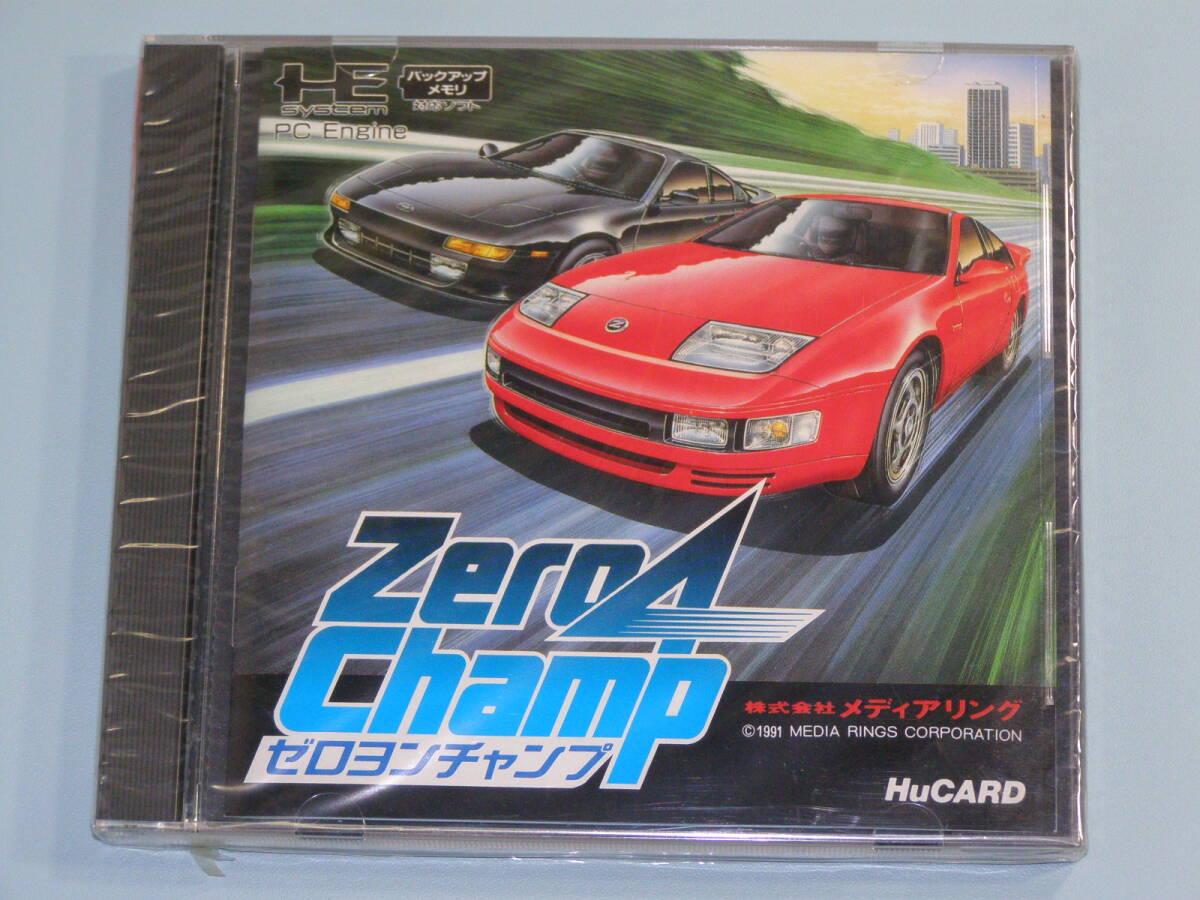 HE
system
PC Engine
バックアップ
メモリ
対応ソフト
Zero4
Champ
ゼロヨンチャンプ
株式会社 メディアリング
©1991 MEDIA RINGS CORPORATION
HuCARD